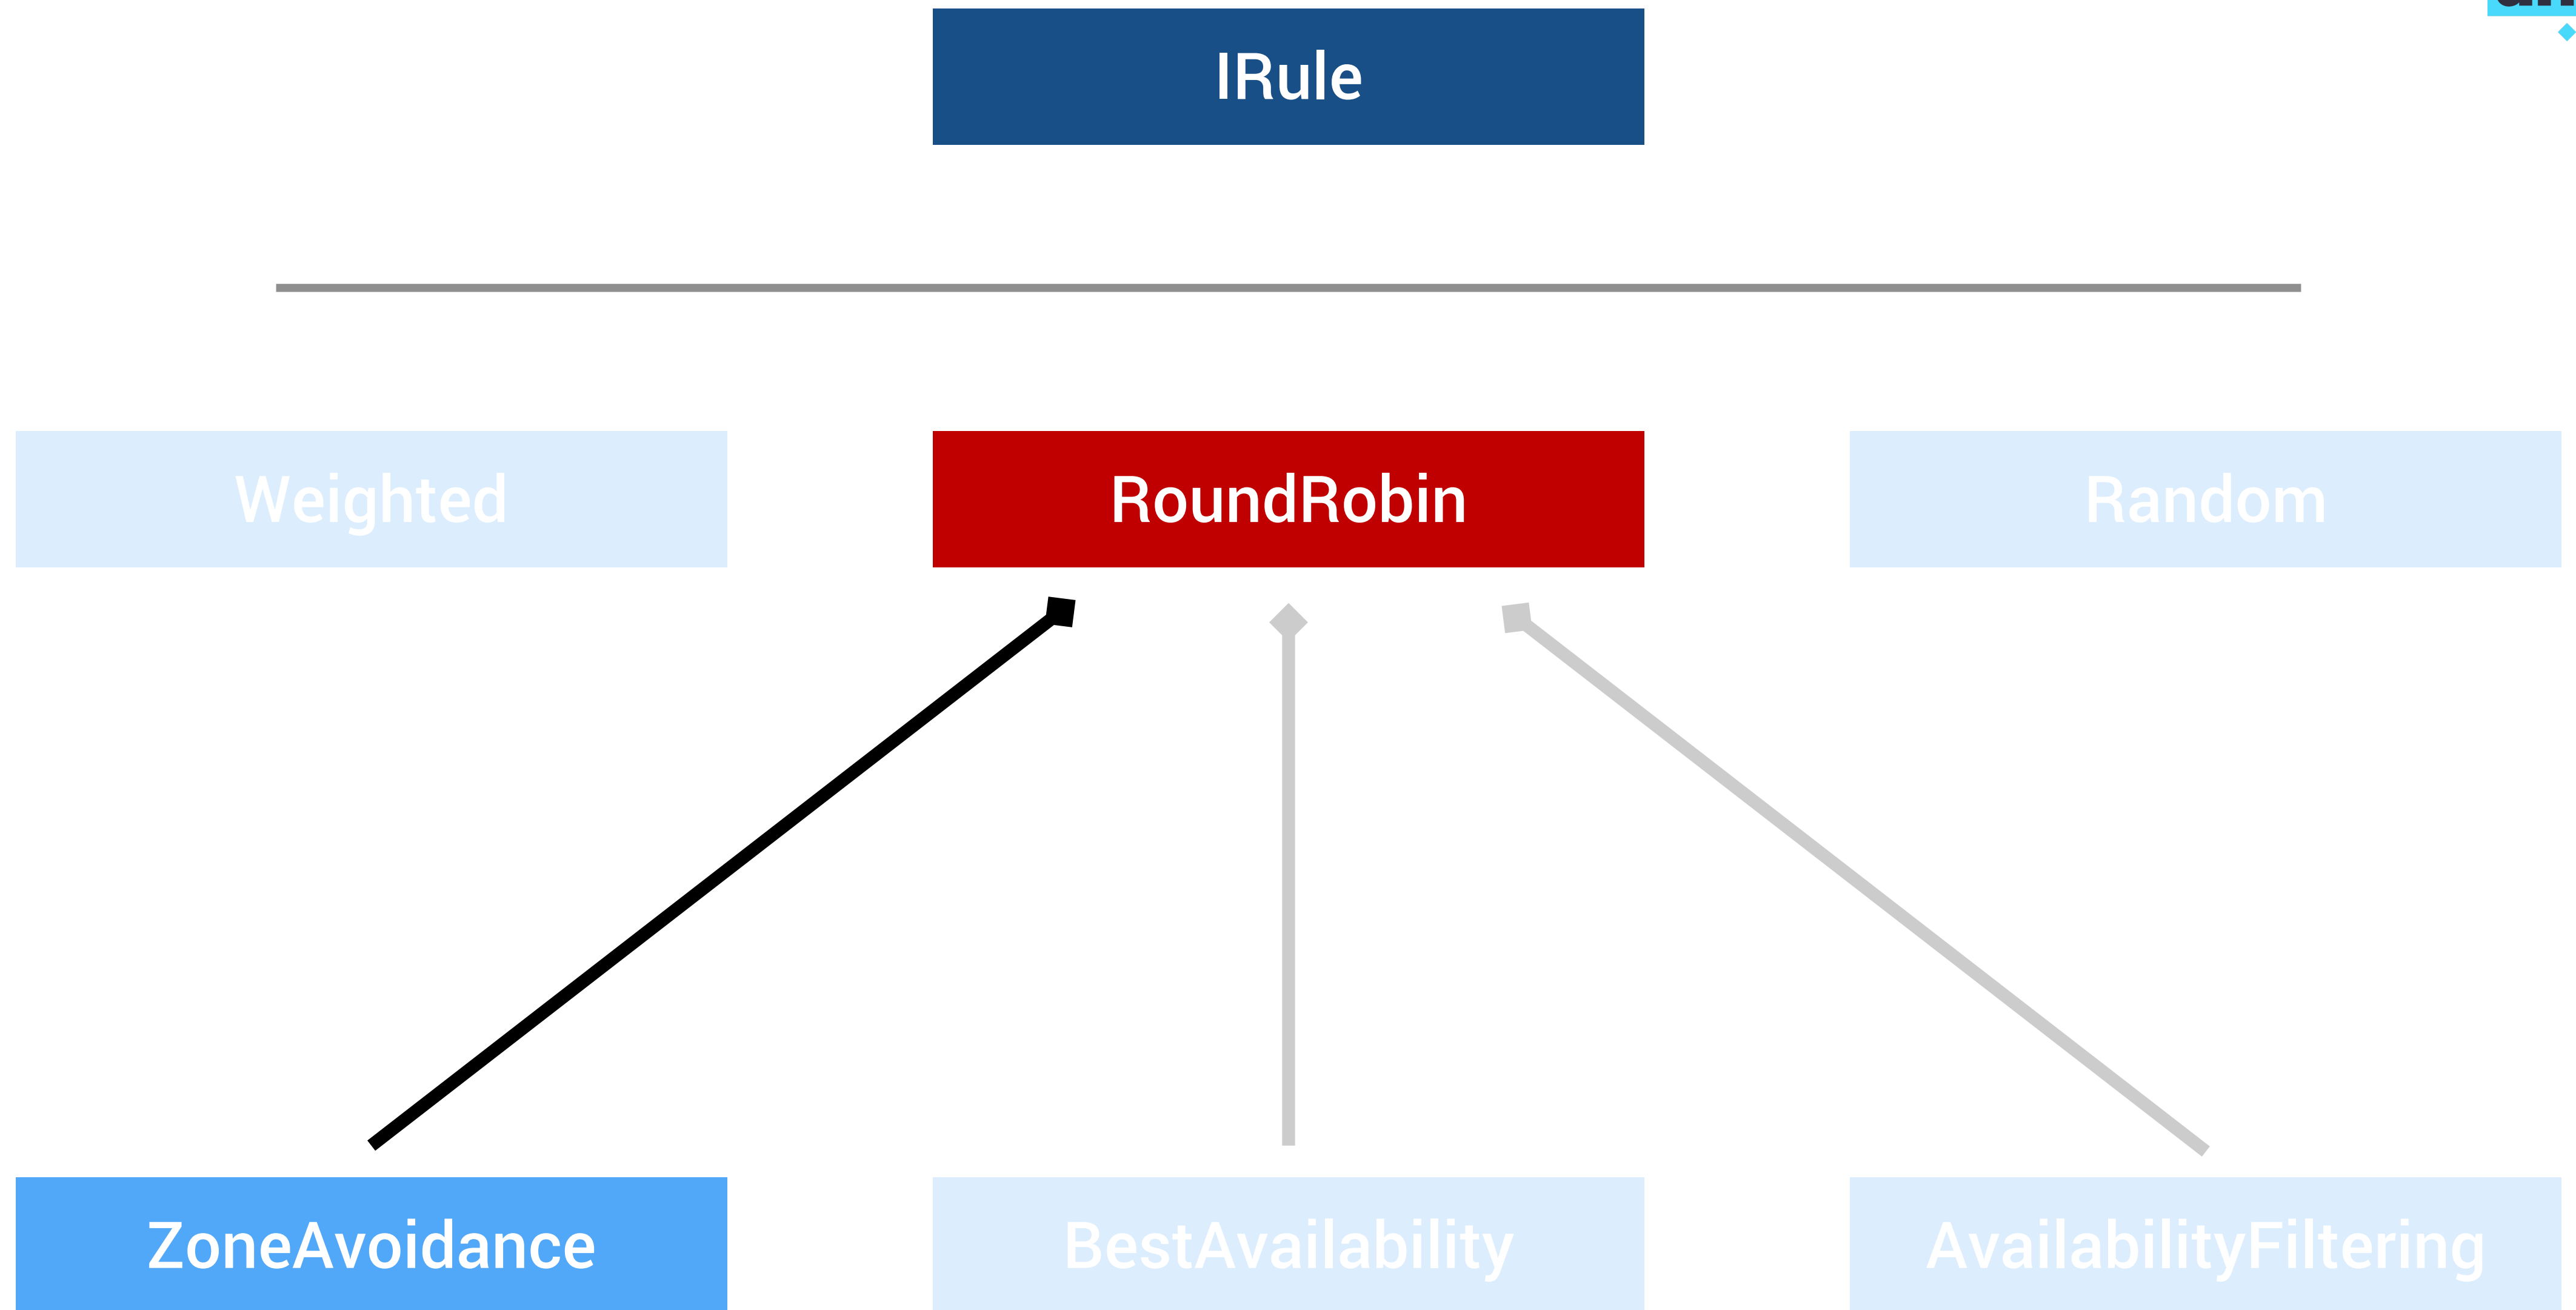 IRule
Weighted
RoundRobin
Random
ZoneAvoidance
BestAvailability
AvailabilityFiltering